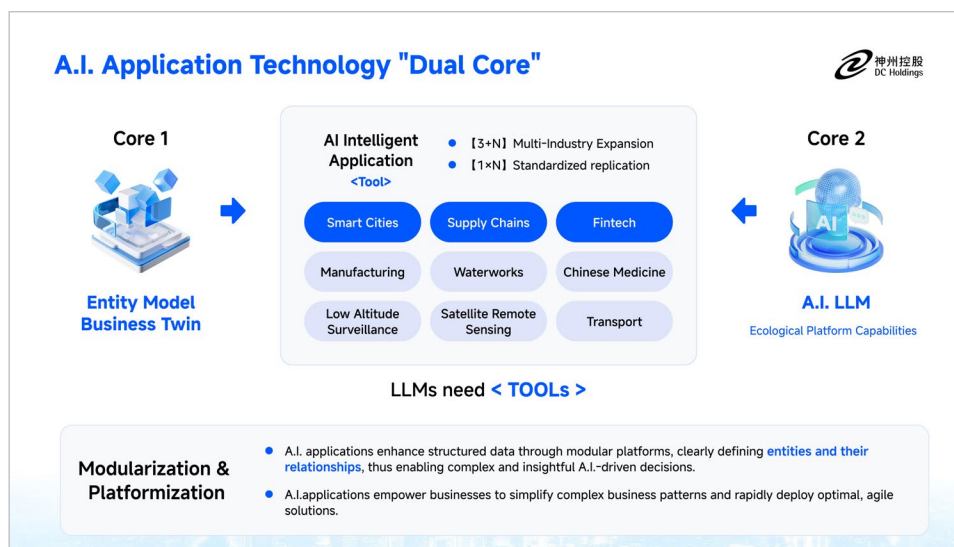 A.I. Application Technology "Dual Core"
神州控股
DC Holdings
Core 1
Entity Model
Business Twin
AI Intelligent
Application
<Tool>
【3+N】Multi-Industry Expansion
【1×N】Standardized replication
Smart Cities
Supply Chains
Fintech
Manufacturing
Waterworks
Chinese Medicine
Low Altitude
Surveillance
Satellite Remote
Sensing
Transport
Core 2
AI
A.I. LLM
Ecological Platform Capabilities
LLMs need < TOOLs >
Modularization &
Platformization
A.I. applications enhance structured data through modular platforms, clearly defining entities and their
relationships, thus enabling complex and insightful A.I.-driven decisions.
A.I.applications empower businesses to simplify complex business patterns and rapidly deploy optimal, agile
solutions.